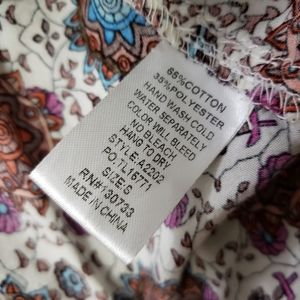 65%COTTON
35%POLYESTER
HAND WASH COLD
WATER SEPARATELY
COLOR WILL BLEED
NO BLEACH
HANG TO DRY
STYLE:A2202
PO.TL16771
SIZE:S
RN#130733
MADE IN CHINA